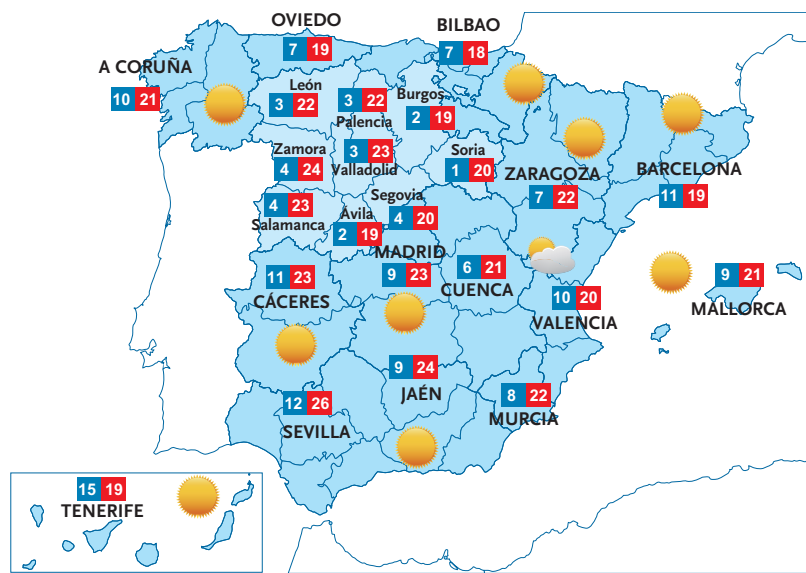 OVIEDO
7 19
BILBAO
7 18
A CORUÑA
10 21
León
3 22
3 22
Palencia
Burgos
2 19
Zamora
4 24
3 23
Valladolid
Soria
1 20
ZARAGOZA
7 22
BARCELONA
11 19
4 23
Salamanca
Ávila
2 19
Segovia
4 20
MADRID
9 23
6 21
CUENCA
11 23
CÁCERES
10 20
VALENCIA
9 21
MALLORCA
9 24
JAÉN
12 26
SEVILLA
8 22
MURCIA
15 19
TENERIFE